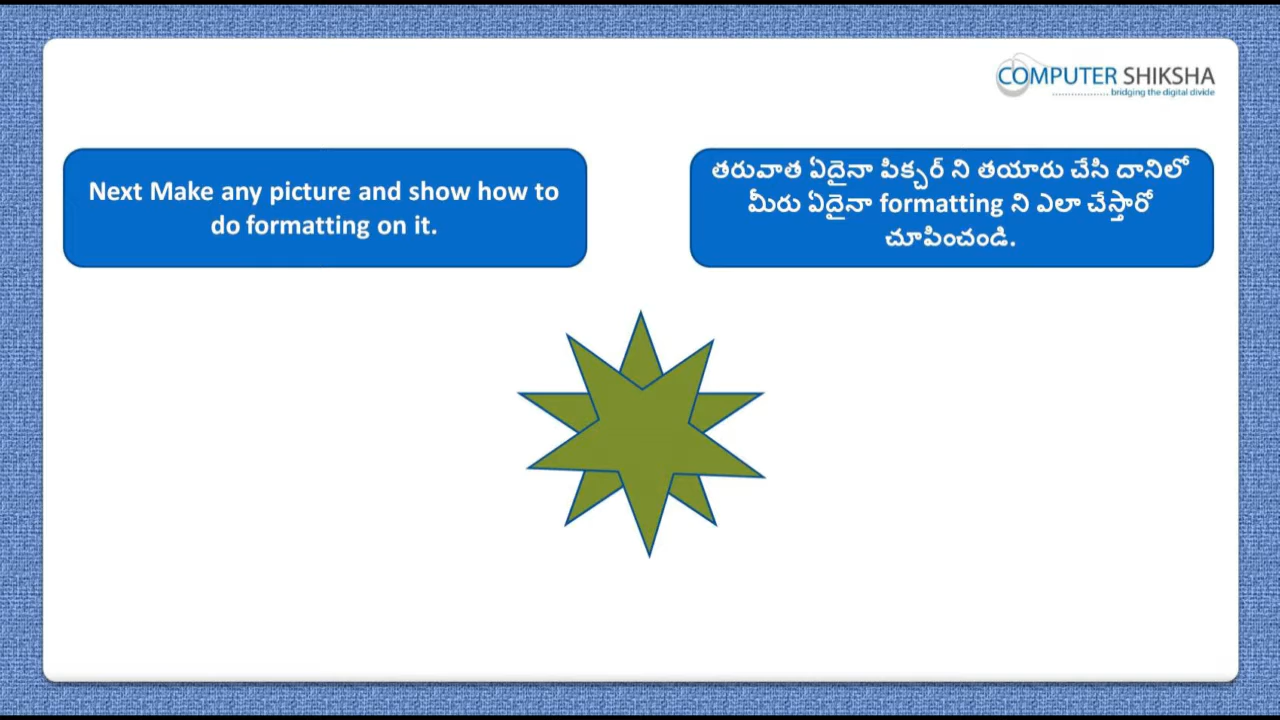 COMPUTER SHIKSHA
bridging the digital divide
Next Make any picture and show how to
do formatting on it.
తరువాత ఏదైనా పిక్చర్ ని తయారు చేసి దానిలో
మీరు ఏదైనా formatting ని ఎలా చేస్తారో
చూపించండి.